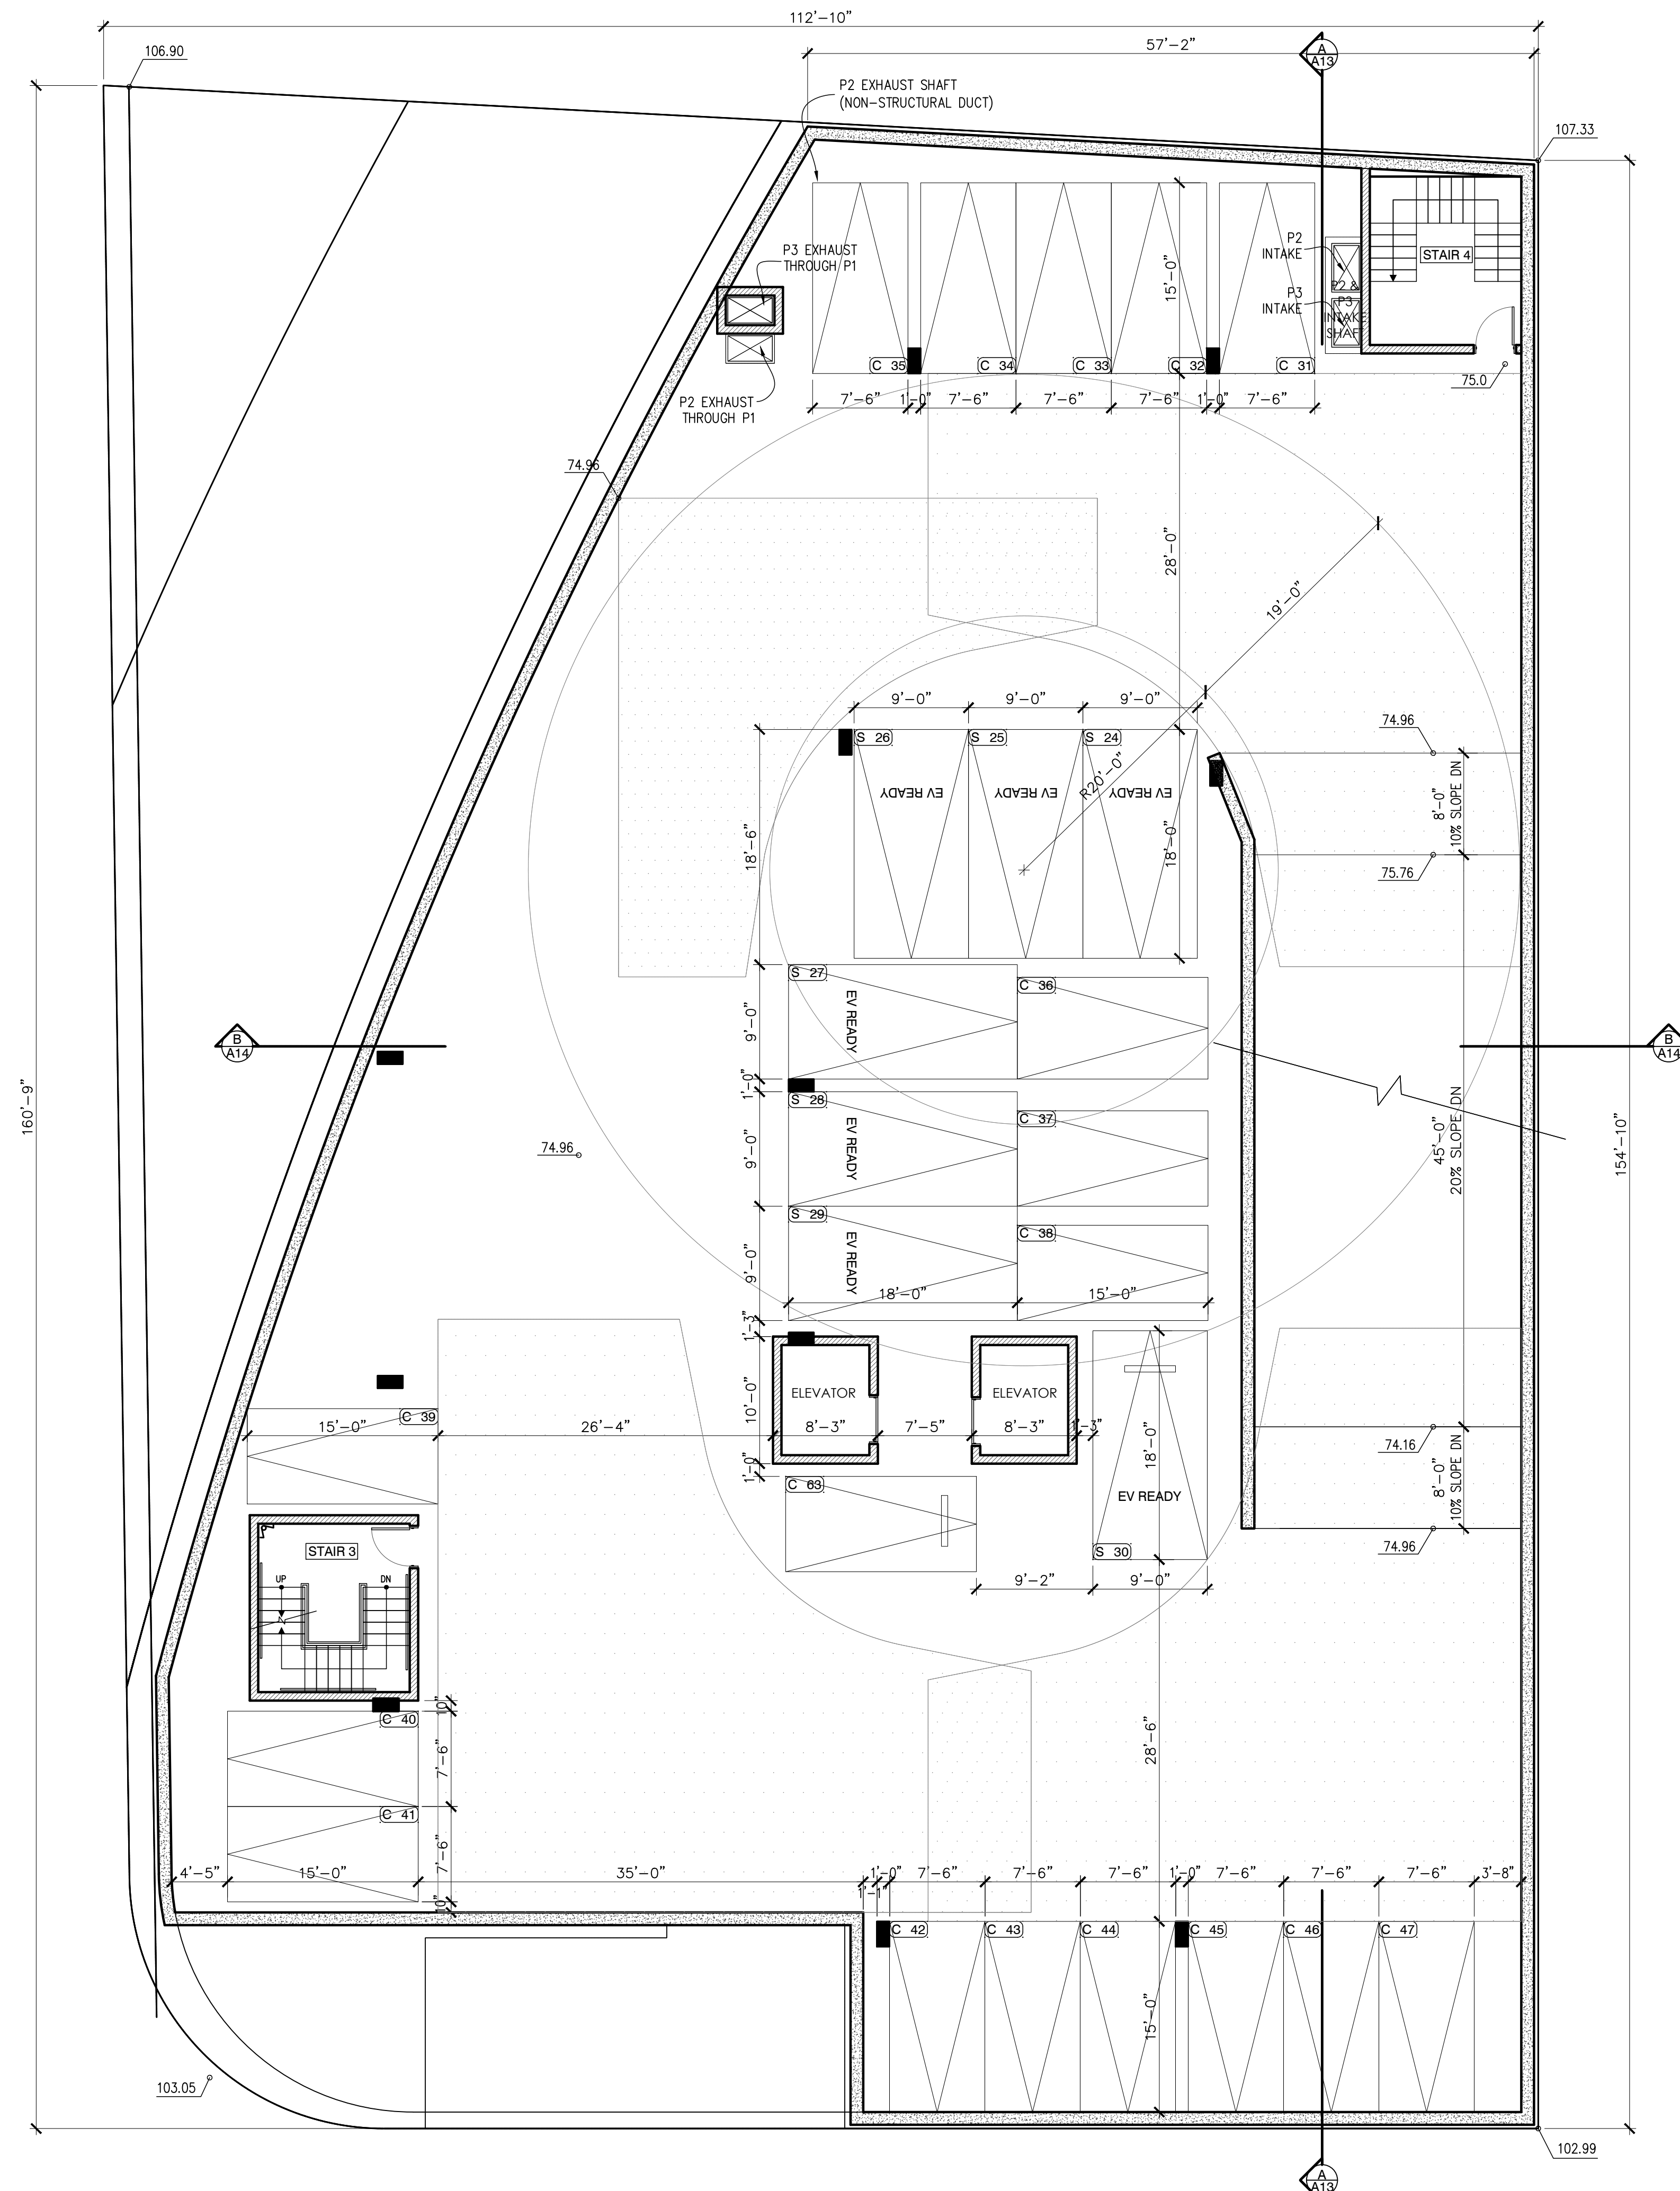 112'-10"
57'-2"
A
A13
106.90
P2 EXHAUST SHAFT
(NON-STRUCTURAL DUCT)
107.33
P3 EXHAUST
THROUGH P1
P2
INTAKE
STAIR 4
15'-0"
P2 &
P3
INTAKE
SHAFT
P3
INTAKE
C 35
C 34
C 33
C 32
C 31
75.0
P2 EXHAUST
THROUGH P1
7'-6"
1'-0"
7'-6"
7'-6"
7'-6"
1'-0"
7'-6"
74.96
28'-0"
19'-0"
9'-0"
9'-0"
9'-0"
74.96
S 26
S 25
S 24
EV READY
EV READY
EV READY
R20'-0"
8'-0"
10% SLOPE DN
18'-6"
18'-0"
75.76
S 27
C 36
EV READY
9'-0"
B
A14
B
A14
1'-0"
S 28
C 37
EV READY
9'-0"
160'-9"
74.96
45'-0"
20% SLOPE DN
154'-10"
S 29
C 38
EV READY
9'-0"
18'-0"
15'-0"
1'-3"
ELEVATOR
ELEVATOR
10'-0"
C 39
15'-0"
26'-4"
8'-3"
7'-5"
8'-3"
1'-3"
18'-0"
74.16
1'-0"
C 63
EV READY
8'-0"
10% SLOPE DN
STAIR 3
S 30
74.96
UP
DN
9'-2"
9'-0"
10"
C 40
7'-6"
28'-6"
C 41
7'-6"
4'-5"
15'-0"
35'-0"
1'-0"
7'-6"
7'-6"
7'-6"
1'-0"
7'-6"
7'-6"
7'-6"
3'-8"
1'-1"
10"
C 42
C 43
C 44
C 45
C 46
C 47
15'-0"
103.05
102.99
A
A13